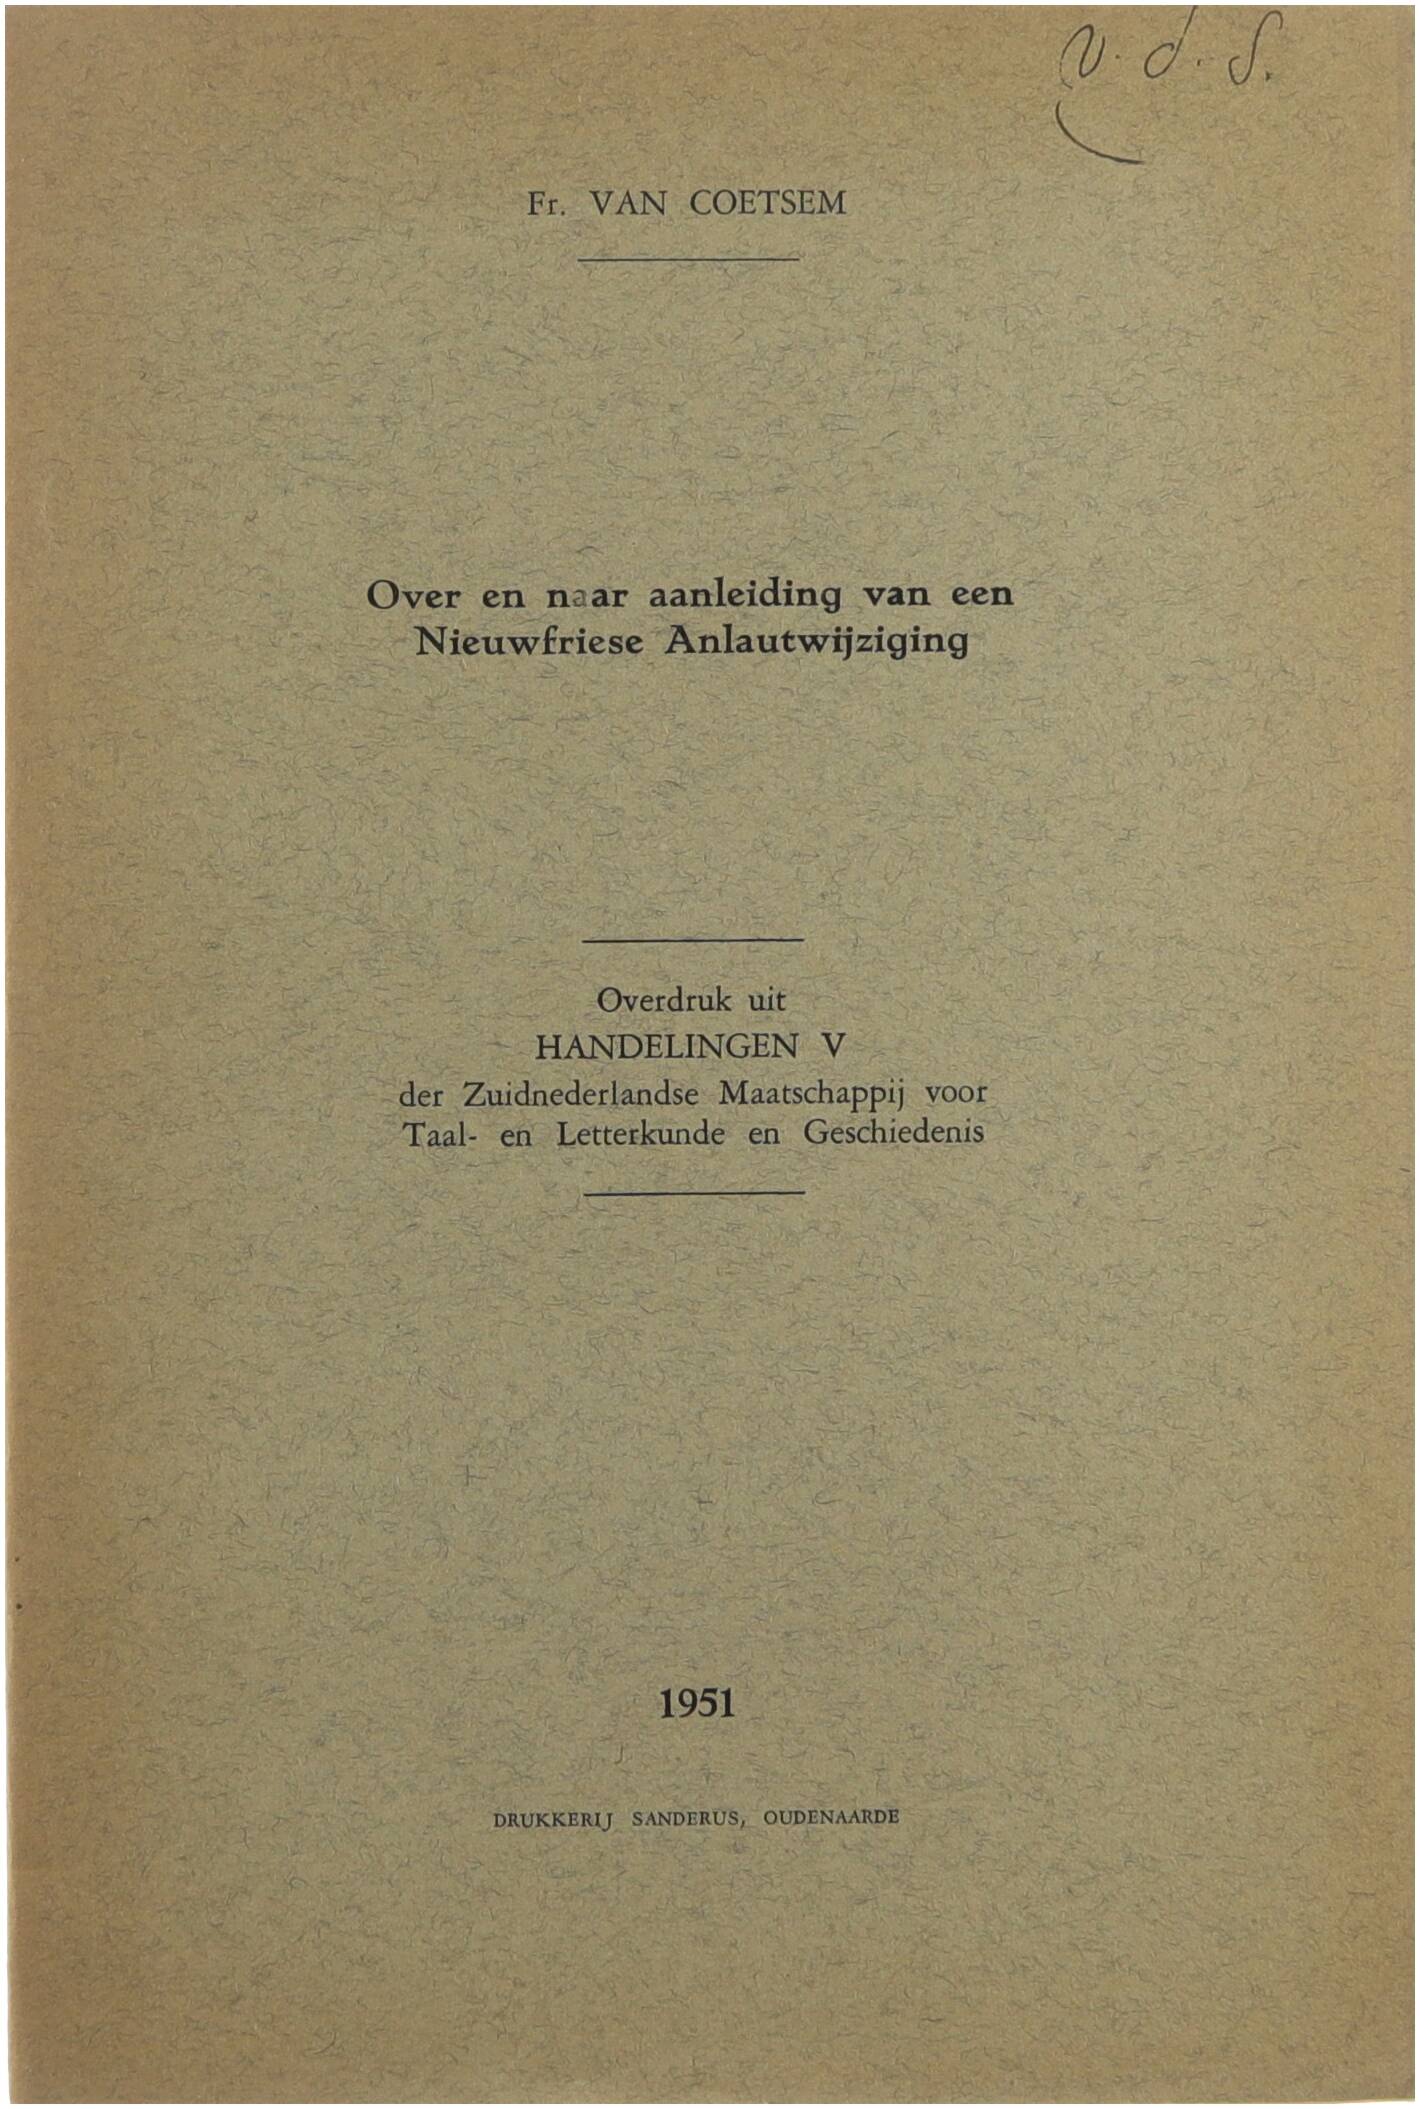 v. d. S.
Fr. VAN COETSEM
Over en naar aanleiding van een
Nieuwfriese Anlautwijziging
Overdruk uit
HANDELINGEN V
der Zuidnederlandse Maatschappij voor
Taal- en Letterkunde en Geschiedenis
1951
DRUKKERIJ SANDERUS, OUDENAARDE